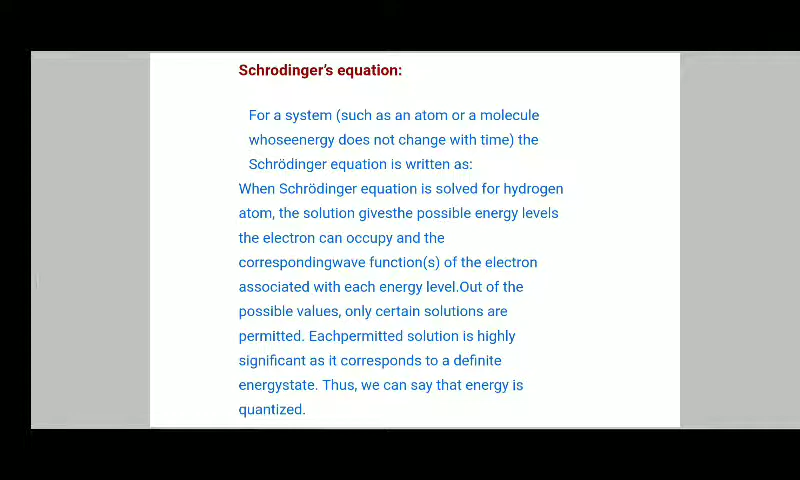 Schrodinger's equation:
For a system (such as an atom or a molecule
whoseenergy does not change with time) the
Schrödinger equation is written as:
When Schrödinger equation is solved for hydrogen
atom, the solution givesthe possible energy levels
the electron can occupy and the
correspondingwave function(s) of the electron
associated with each energy level.Out of the
possible values, only certain solutions are
permitted. Eachpermitted solution is highly
significant as it corresponds to a definite
energystate. Thus, we can say that energy is
quantized.